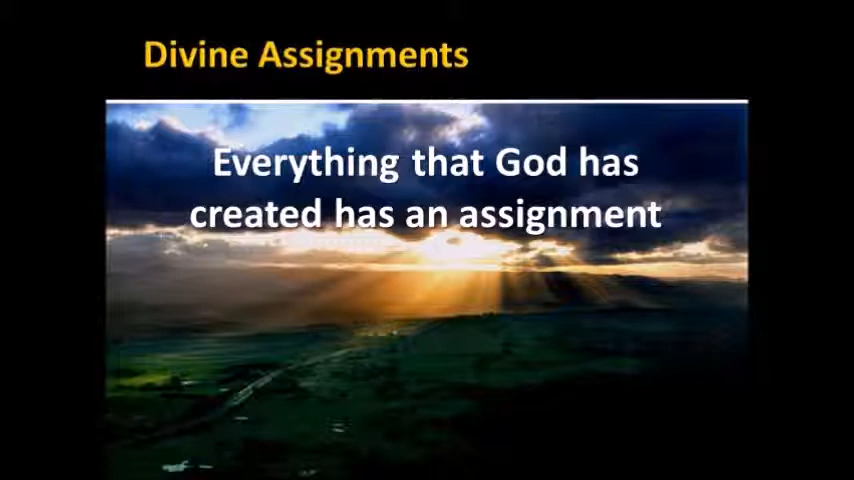 Divine Assignments
Everything that God has
created has an assignment